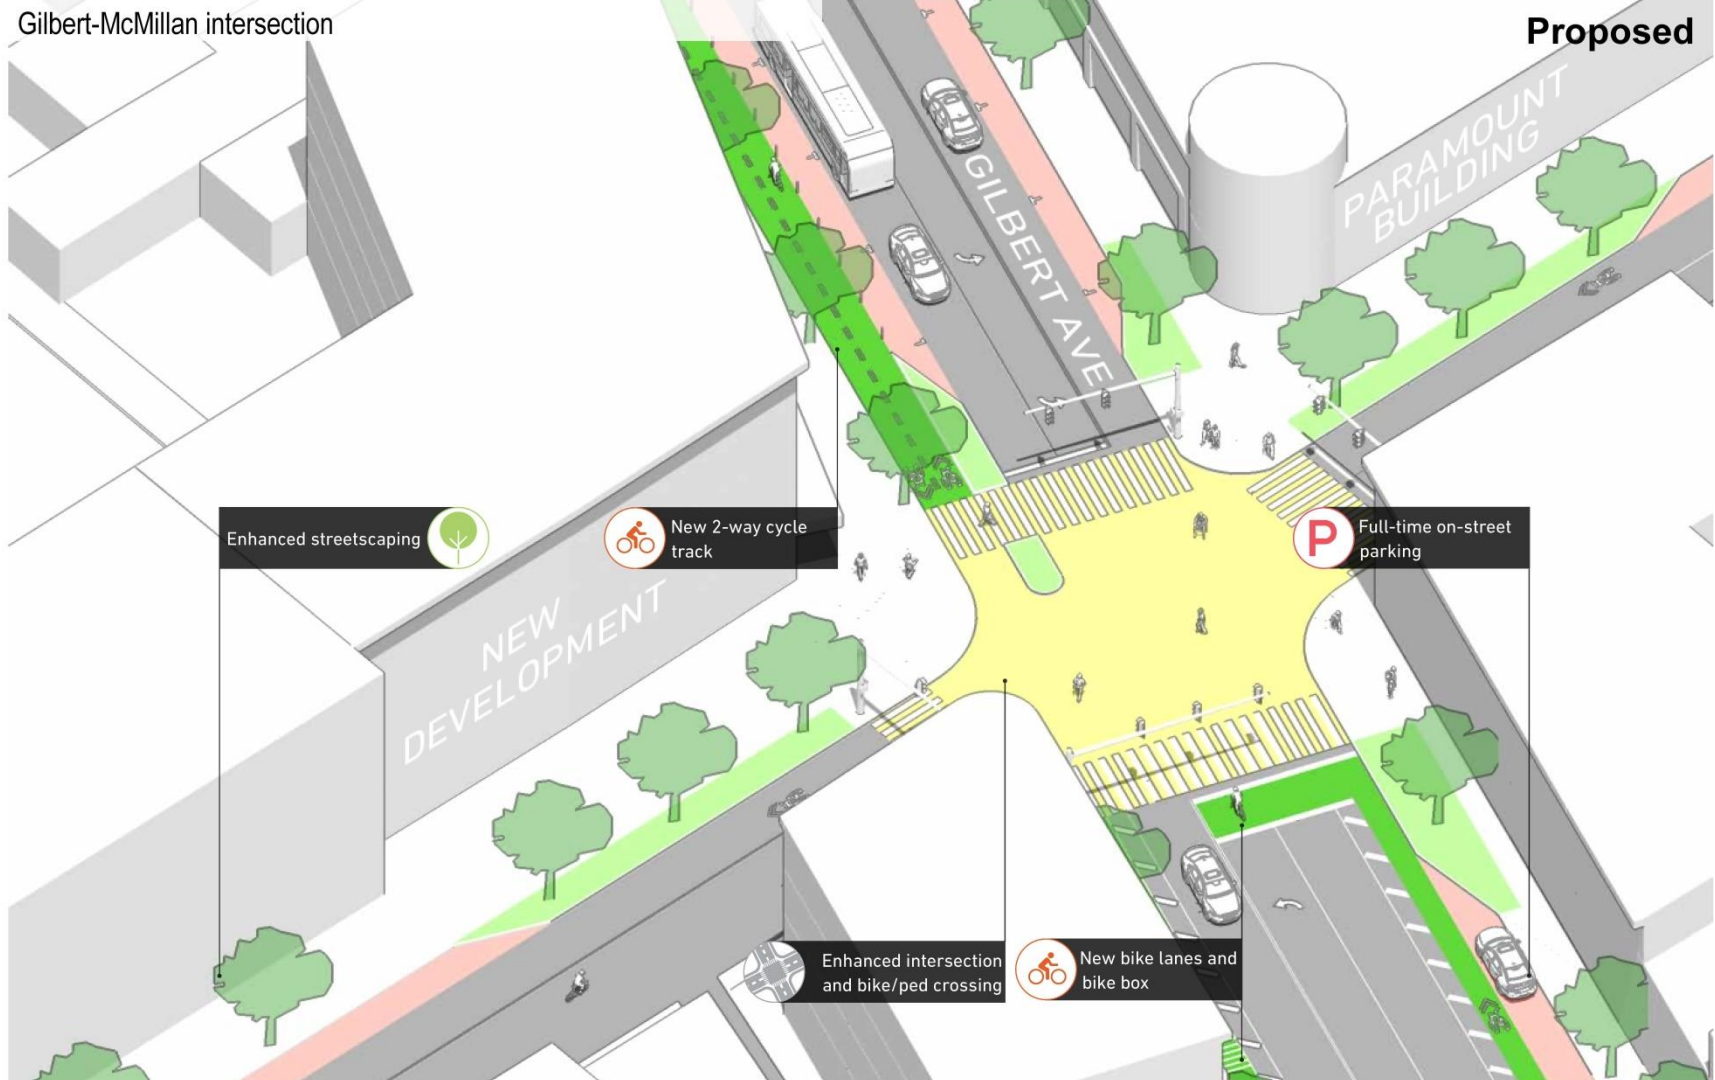 Gilbert-McMillan intersection
Proposed
GILBERT AVE
PARAMOUNT
BUILDING
Enhanced streetscaping
New 2-way cycle
track
P
Full-time on-street
parking
NEW
DEVELOPMENT
Enhanced intersection
and bike/ped crossing
New bike lanes and
bike box